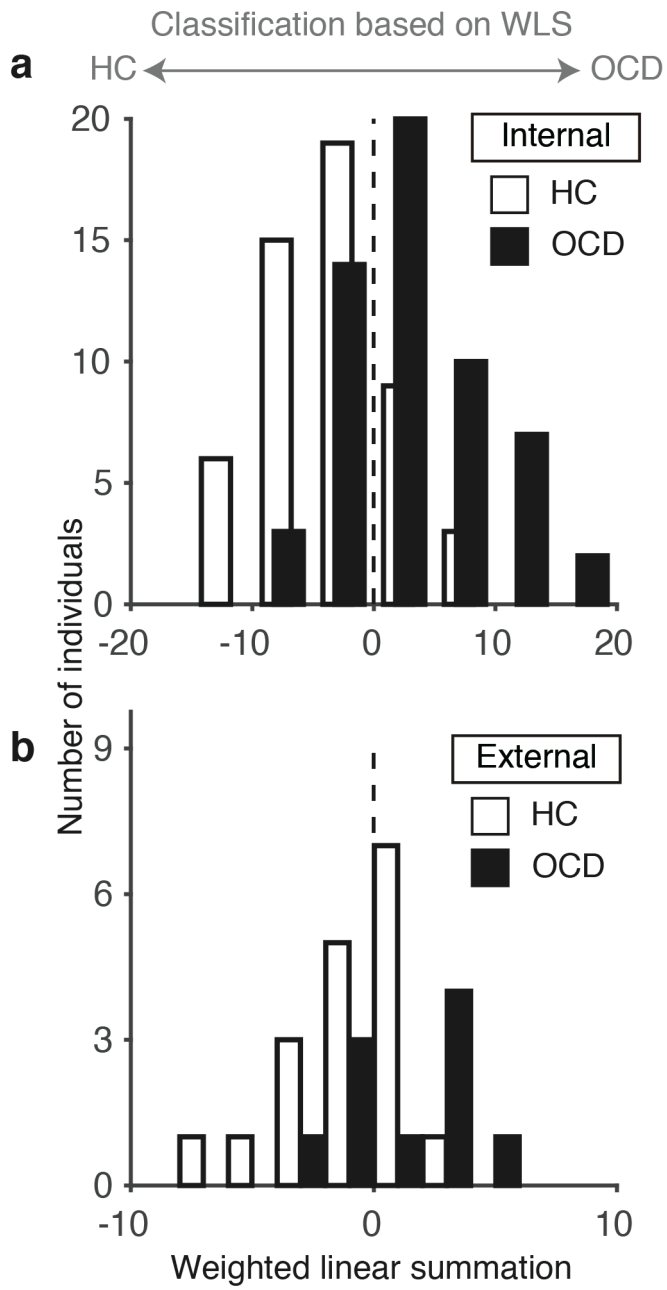 Classification based on WLS
a
HC
OCD
20
15
10
5
0
-20
-10
0
10
20
Internal
HC
OCD
Number of individuals
b
9
6
3
0
-10
0
10
External
HC
OCD
Weighted linear summation